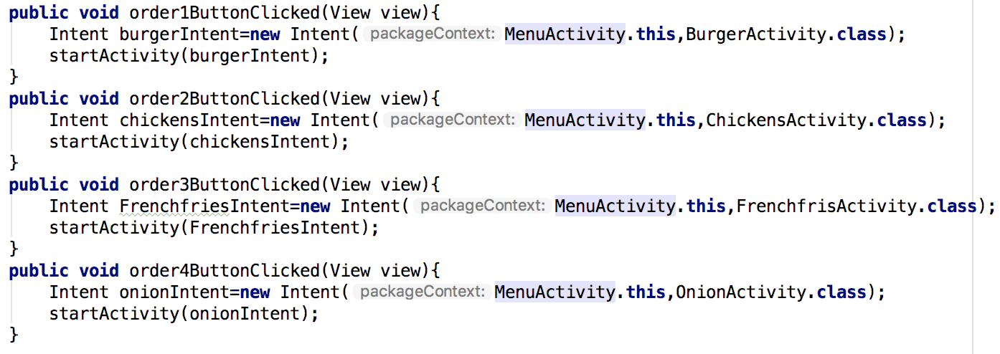 public void order1ButtonClicked(View view){
    Intent burgerIntent=new Intent( packageContext: MenuActivity.this,BurgerActivity.class);
    startActivity(burgerIntent);
}
public void order2ButtonClicked(View view){
    Intent chickensIntent=new Intent( packageContext: MenuActivity.this,ChickensActivity.class);
    startActivity(chickensIntent);
}
public void order3ButtonClicked(View view){
    Intent FrenchfriesIntent=new Intent( packageContext: MenuActivity.this,FrenchfrisActivity.class);
    startActivity(FrenchfriesIntent);
}
public void order4ButtonClicked(View view){
    Intent onionIntent=new Intent( packageContext: MenuActivity.this,OnionActivity.class);
    startActivity(onionIntent);
}